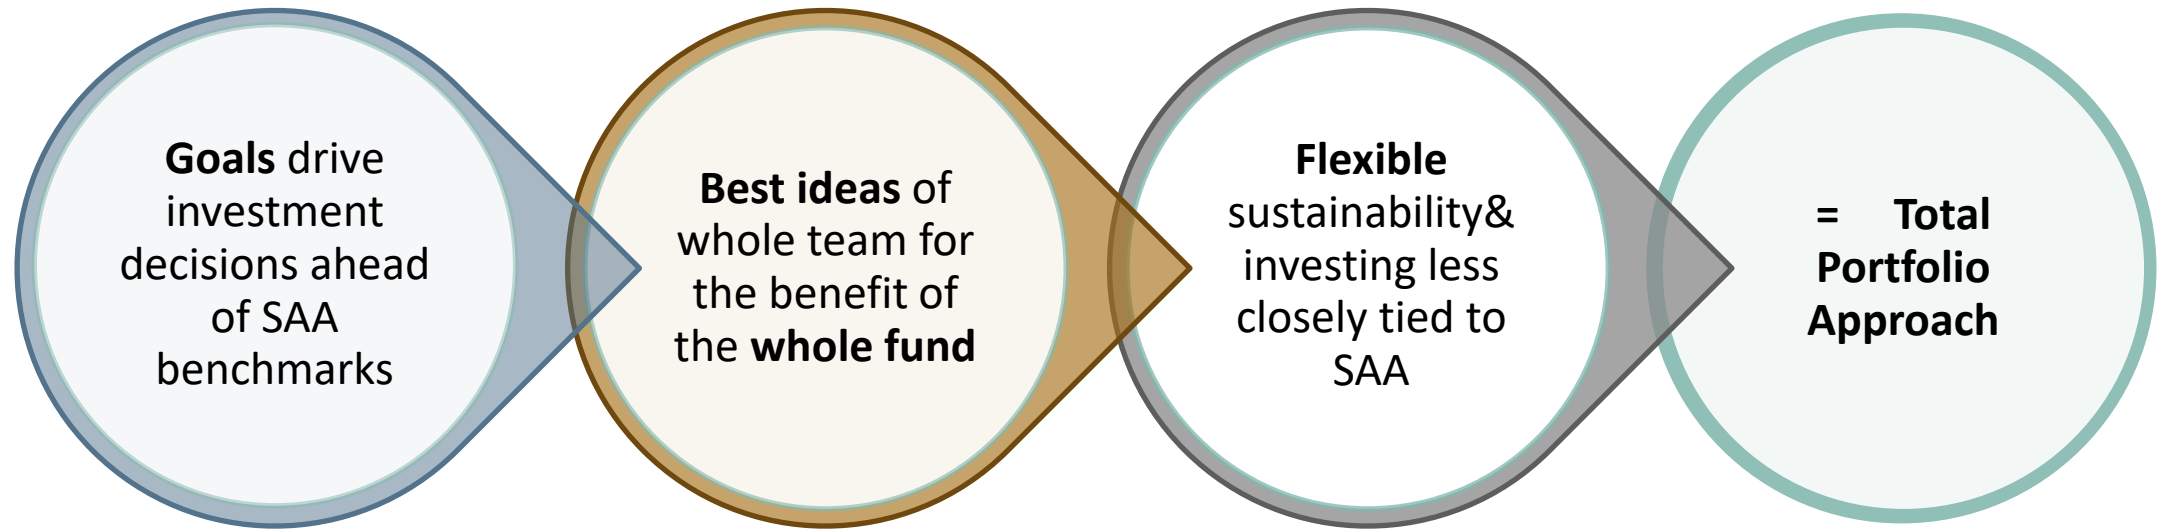 Goals drive
investment
decisions ahead
of SAA
benchmarks
Best ideas of
whole team for
the benefit of
the whole fund
Flexible
sustainability&
investing less
closely tied to
SAA
= Total
Portfolio
Approach